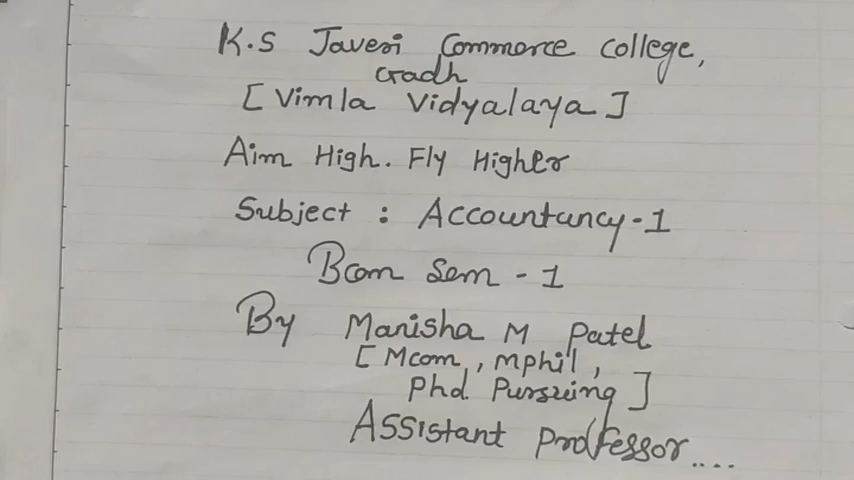 K.S Javeri Commerce College,
Gradh
[Vimla Vidyalaya]
Aim High. Fly Higher
Subject : Accountancy-1
Bcom Sem - 1
By Manisha M Patel
[Mcom, Mphil,
Phd Pursuing]
Assistant Professor....